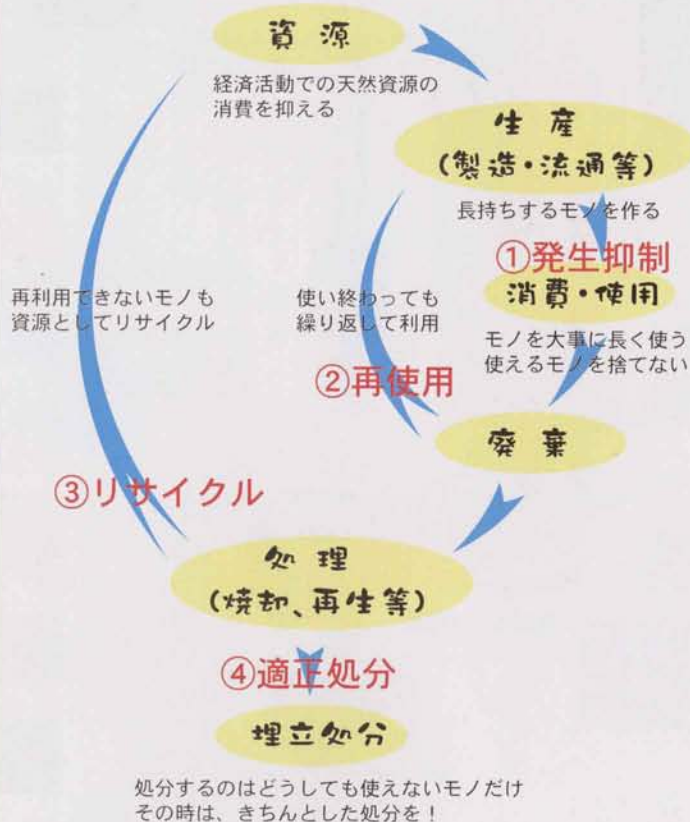 資源
経済活動での天然資源の
消費を抑える
生産
(製造・流通等)
長持ちするモノを作る
①発生抑制
消費・使用
モノを大事に長く使う
使えるモノを捨てない
再利用できないモノも
資源としてリサイクル
使い終わっても
繰り返して利用
②再使用
廃棄
③リサイクル
処理
(焼却、再生等)
④適正処分
埋立処分
処分するのはどうしても使えないモノだけ
その時は、きちんとした処分を!